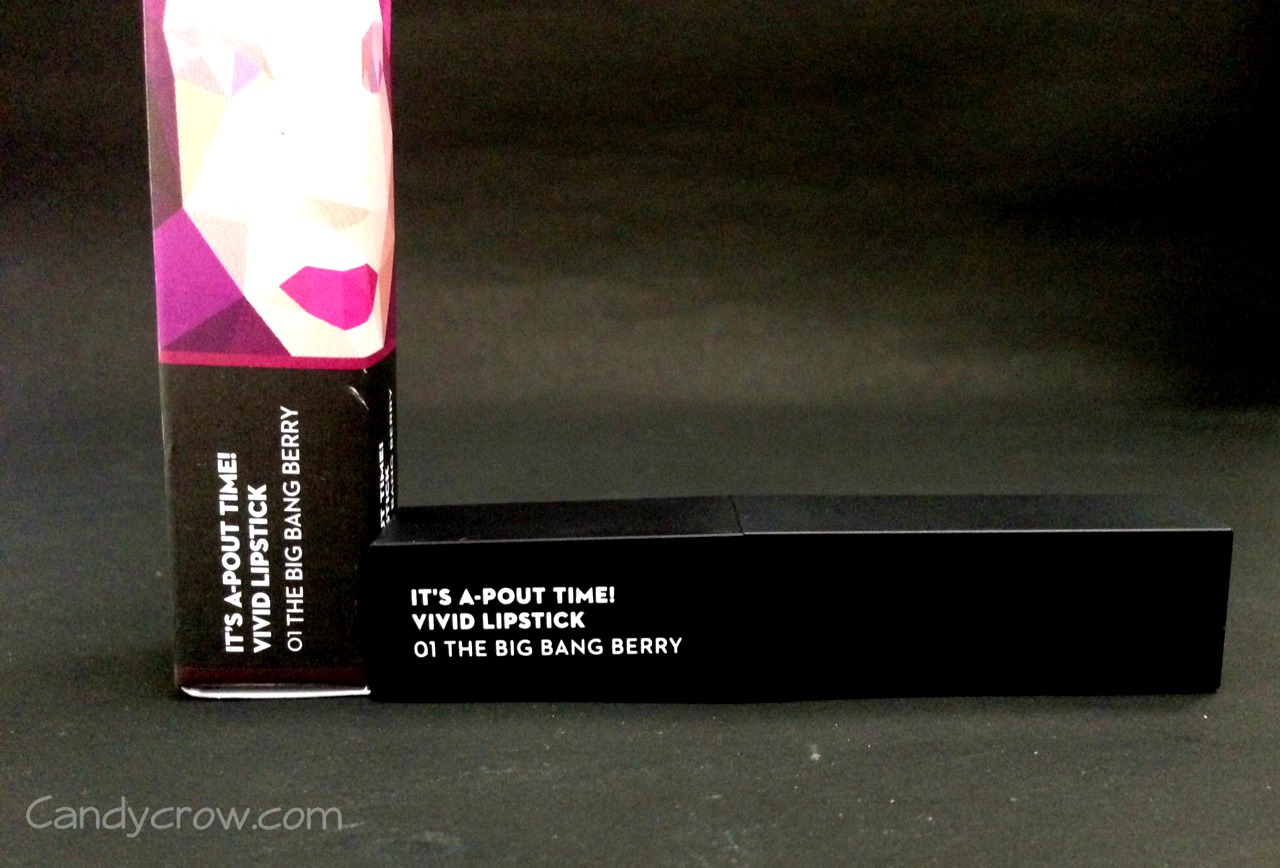 IT'S A-POUT TIME!
VIVID LIPSTICK
01 THE BIG BANG BERRY
IT'S A-POUT TIME!
VIVID LIPSTICK
01 THE BIG BANG BERRY
Candycrow.com